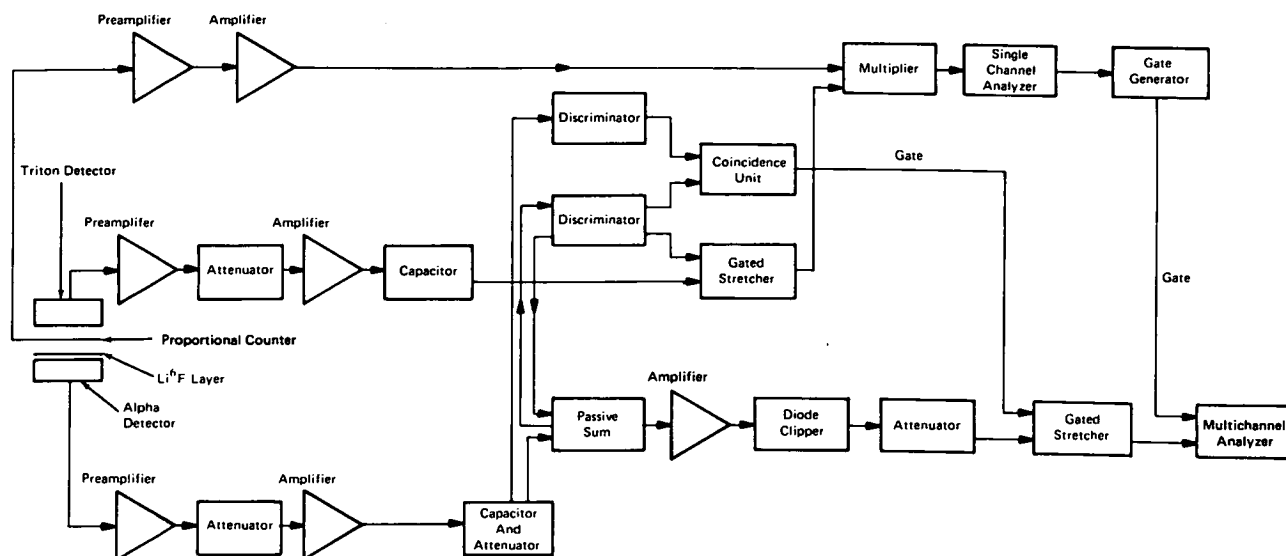 Preamplifier
Amplifier
Multiplier
Single
Channel
Analyzer
Gate
Generator
Discriminator
Triton Detector
Coincidence
Unit
Gate
Preamplifer
Amplifier
Discriminator
Attenuator
Capacitor
Gated
Stretcher
Gate
Proportional Counter
Li⁶F Layer
Alpha
Detector
Amplifier
Passive
Sum
Diode
Clipper
Attenuator
Gated
Stretcher
Multichannel
Analyzer
Preamplifier
Amplifier
Attenuator
Capacitor
And
Attenuator